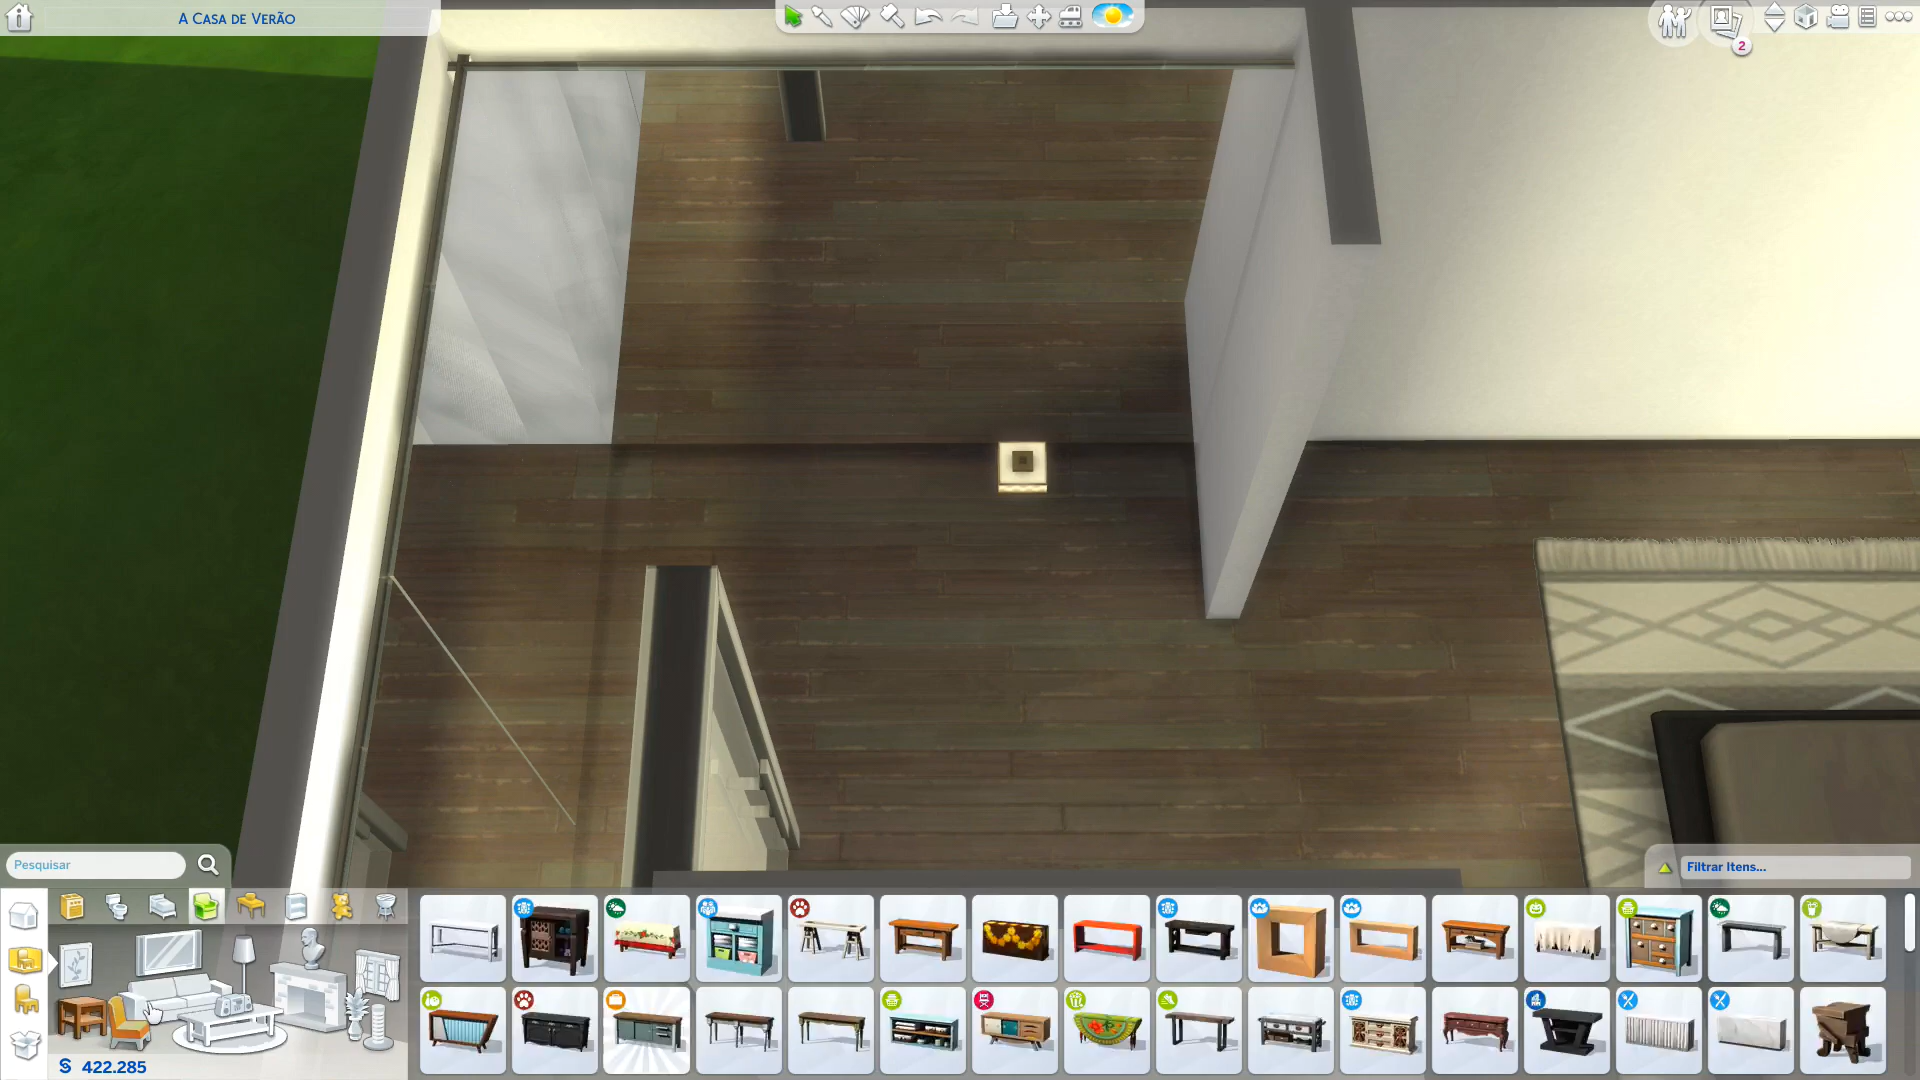 A Casa de Verão
2
Pesquisar
Filtrar Itens...
§ 422.285